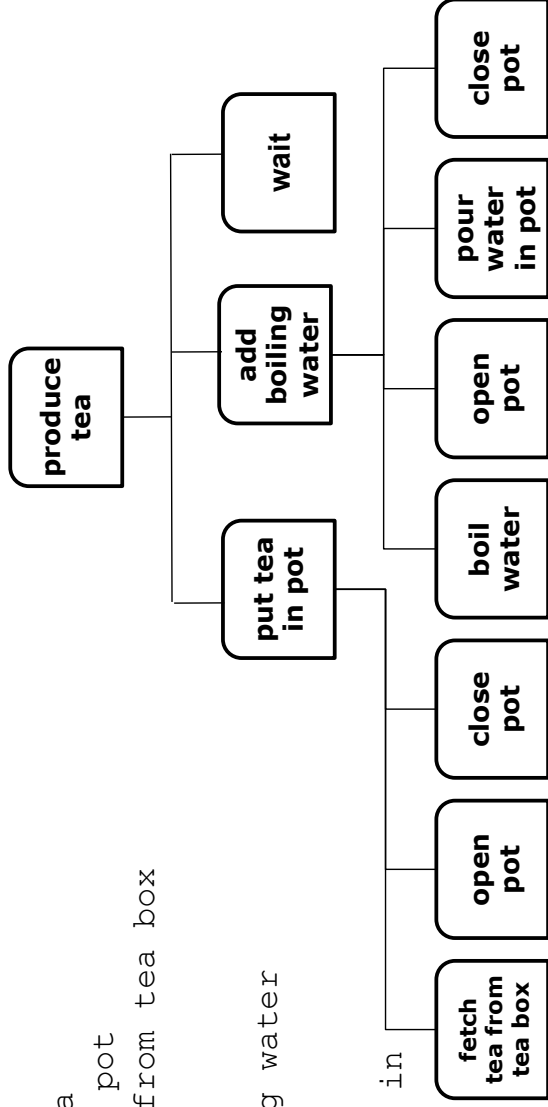 a
pot
from tea box
g water
in
produce
tea
put tea
in pot
add
boiling
water
wait
fetch
tea from
tea box
open
pot
close
pot
boil
water
open
pot
pour
water
in pot
close
pot